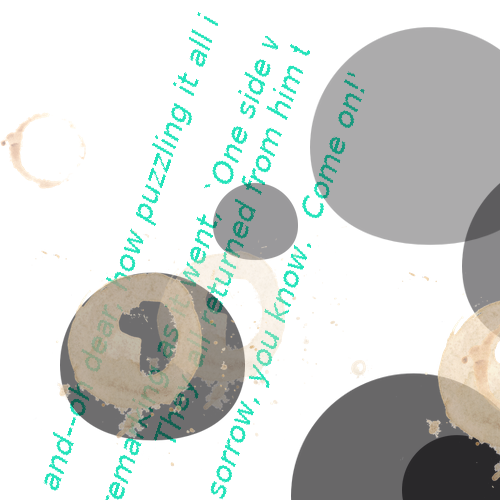 and--oh dear, how puzzling it all i
remarking as it went, `One side v
They all returned from him t
sorrow, you know. Come on!'